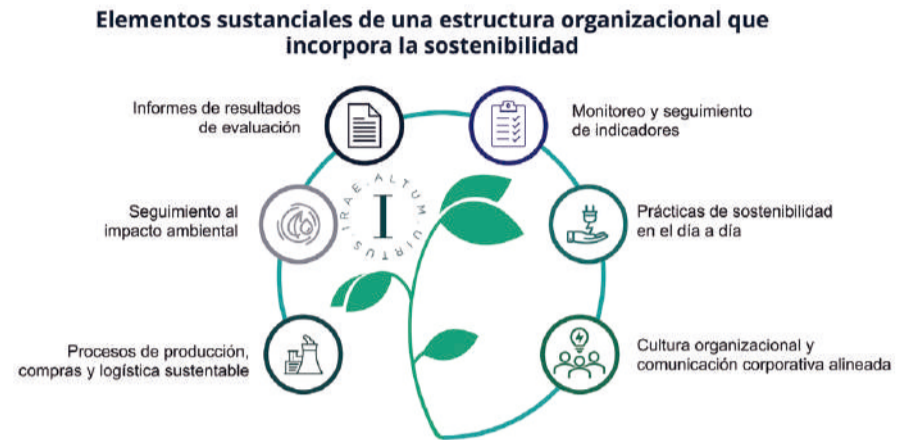 Elementos sustanciales de una estructura organizacional que
incorpora la sostenibilidad
Informes de resultados
de evaluación
Monitoreo y seguimiento
de indicadores
Seguimiento al
impacto ambiental
IRAE.ALTUM.VIRTUS.
I
Prácticas de sostenibilidad
en el día a día
Procesos de producción,
compras y logística sustentable
Cultura organizacional y
comunicación corporativa alineada